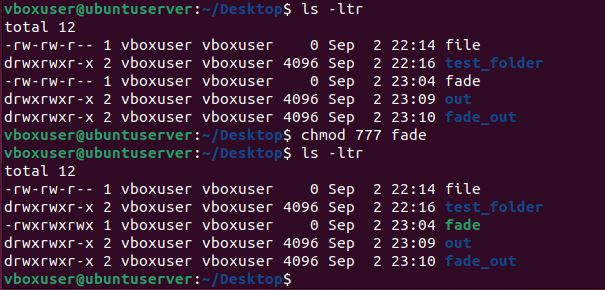 vboxuser@ubuntuserver:~/Desktop$ ls -ltr
total 12
-rw-rw-r-- 1 vboxuser vboxuser    0 Sep  2 22:14 file
drwxrwxr-x 2 vboxuser vboxuser 4096 Sep  2 22:16 test_folder
-rw-rw-r-- 1 vboxuser vboxuser    0 Sep  2 23:04 fade
drwxrwxr-x 2 vboxuser vboxuser 4096 Sep  2 23:09 out
drwxrwxr-x 2 vboxuser vboxuser 4096 Sep  2 23:10 fade_out
vboxuser@ubuntuserver:~/Desktop$ chmod 777 fade
vboxuser@ubuntuserver:~/Desktop$ ls -ltr
total 12
-rw-rw-r-- 1 vboxuser vboxuser    0 Sep  2 22:14 file
drwxrwxr-x 2 vboxuser vboxuser 4096 Sep  2 22:16 test_folder
-rwxrwxrwx 1 vboxuser vboxuser    0 Sep  2 23:04 fade
drwxrwxr-x 2 vboxuser vboxuser 4096 Sep  2 23:09 out
drwxrwxr-x 2 vboxuser vboxuser 4096 Sep  2 23:10 fade_out
vboxuser@ubuntuserver:~/Desktop$